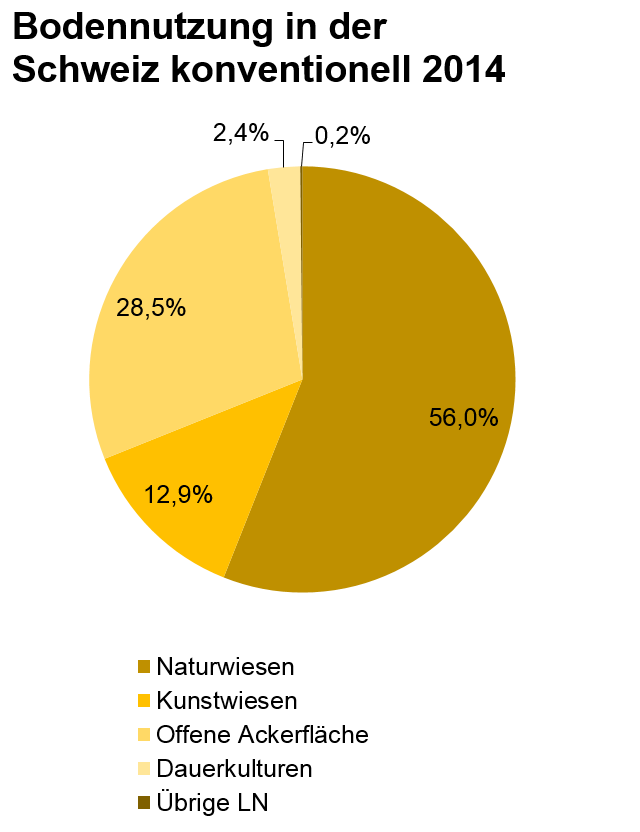 Bodennutzung in der
Schweiz konventionell 2014
2,4%
0,2%
28,5%
56,0%
12,9%
Naturwiesen
Kunstwiesen
Offene Ackerfläche
Dauerkulturen
Übrige LN